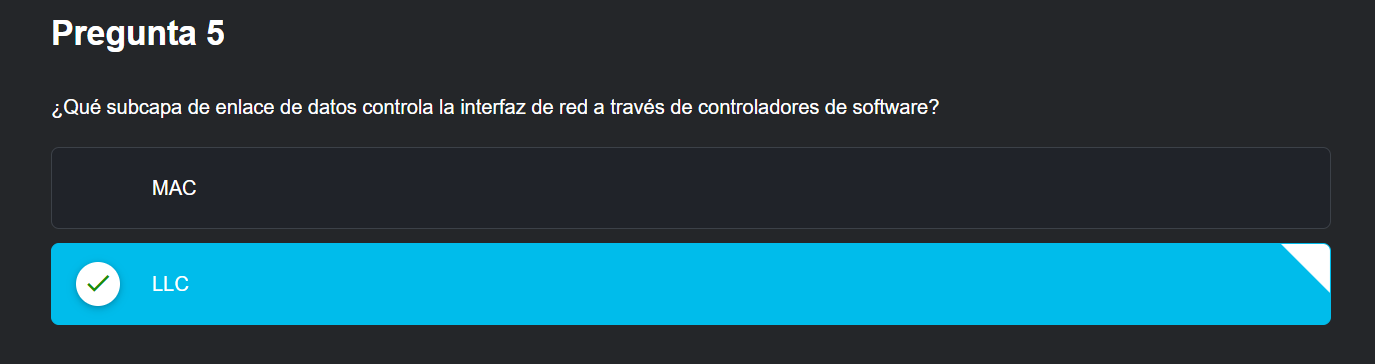 Pregunta 5
¿Qué subcapa de enlace de datos controla la interfaz de red a través de controladores de software?
MAC
LLC